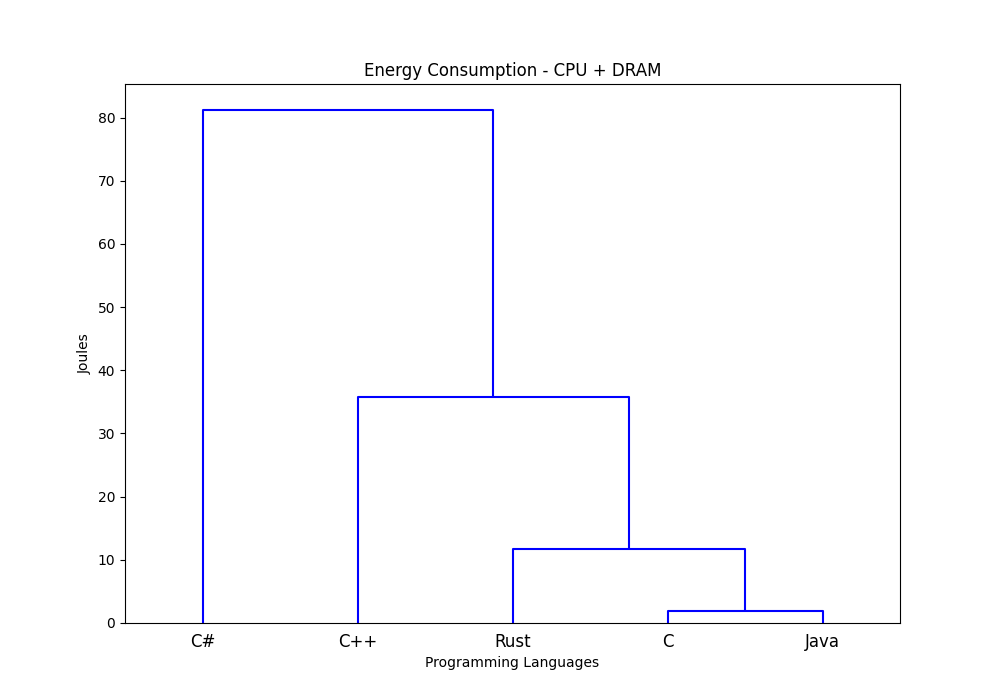 Energy Consumption - CPU + DRAM
Joules
80
70
60
50
40
30
20
10
0
C# C++ Rust C Java
Programming Languages